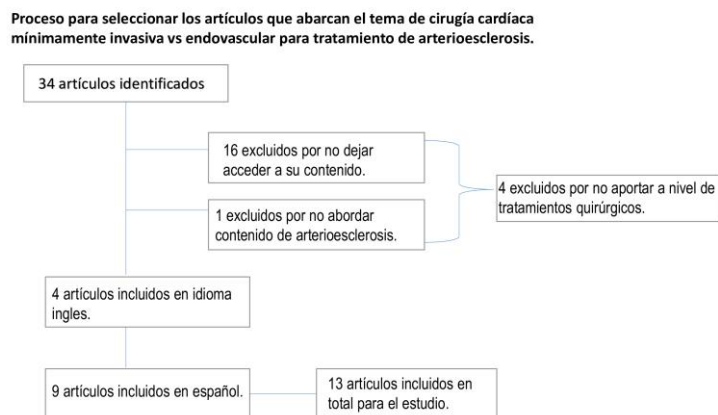 Proceso para seleccionar los artículos que abarcan el tema de cirugía cardíaca
mínimamente invasiva vs endovascular para tratamiento de arterioesclerosis.
34 artículos identificados
16 excluidos por no dejar
acceder a su contenido.
4 excluidos por no aportar a nivel de
tratamientos quirúrgicos.
1 excluidos por no abordar
contenido de arterioesclerosis.
4 artículos incluidos en idioma
ingles.
9 artículos incluidos en español.
13 artículos incluidos en
total para el estudio.